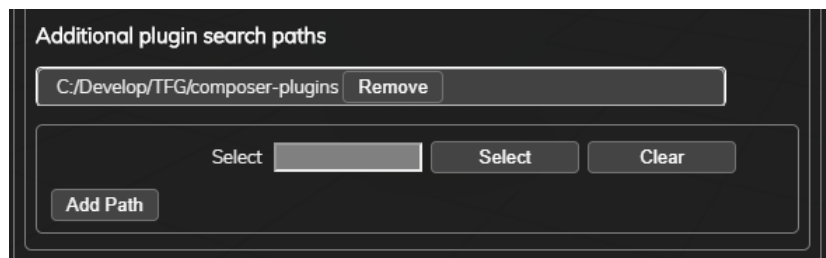 Additional plugin search paths
C:/Develop/TFG/composer-plugins Remove
Select Select Clear
Add Path